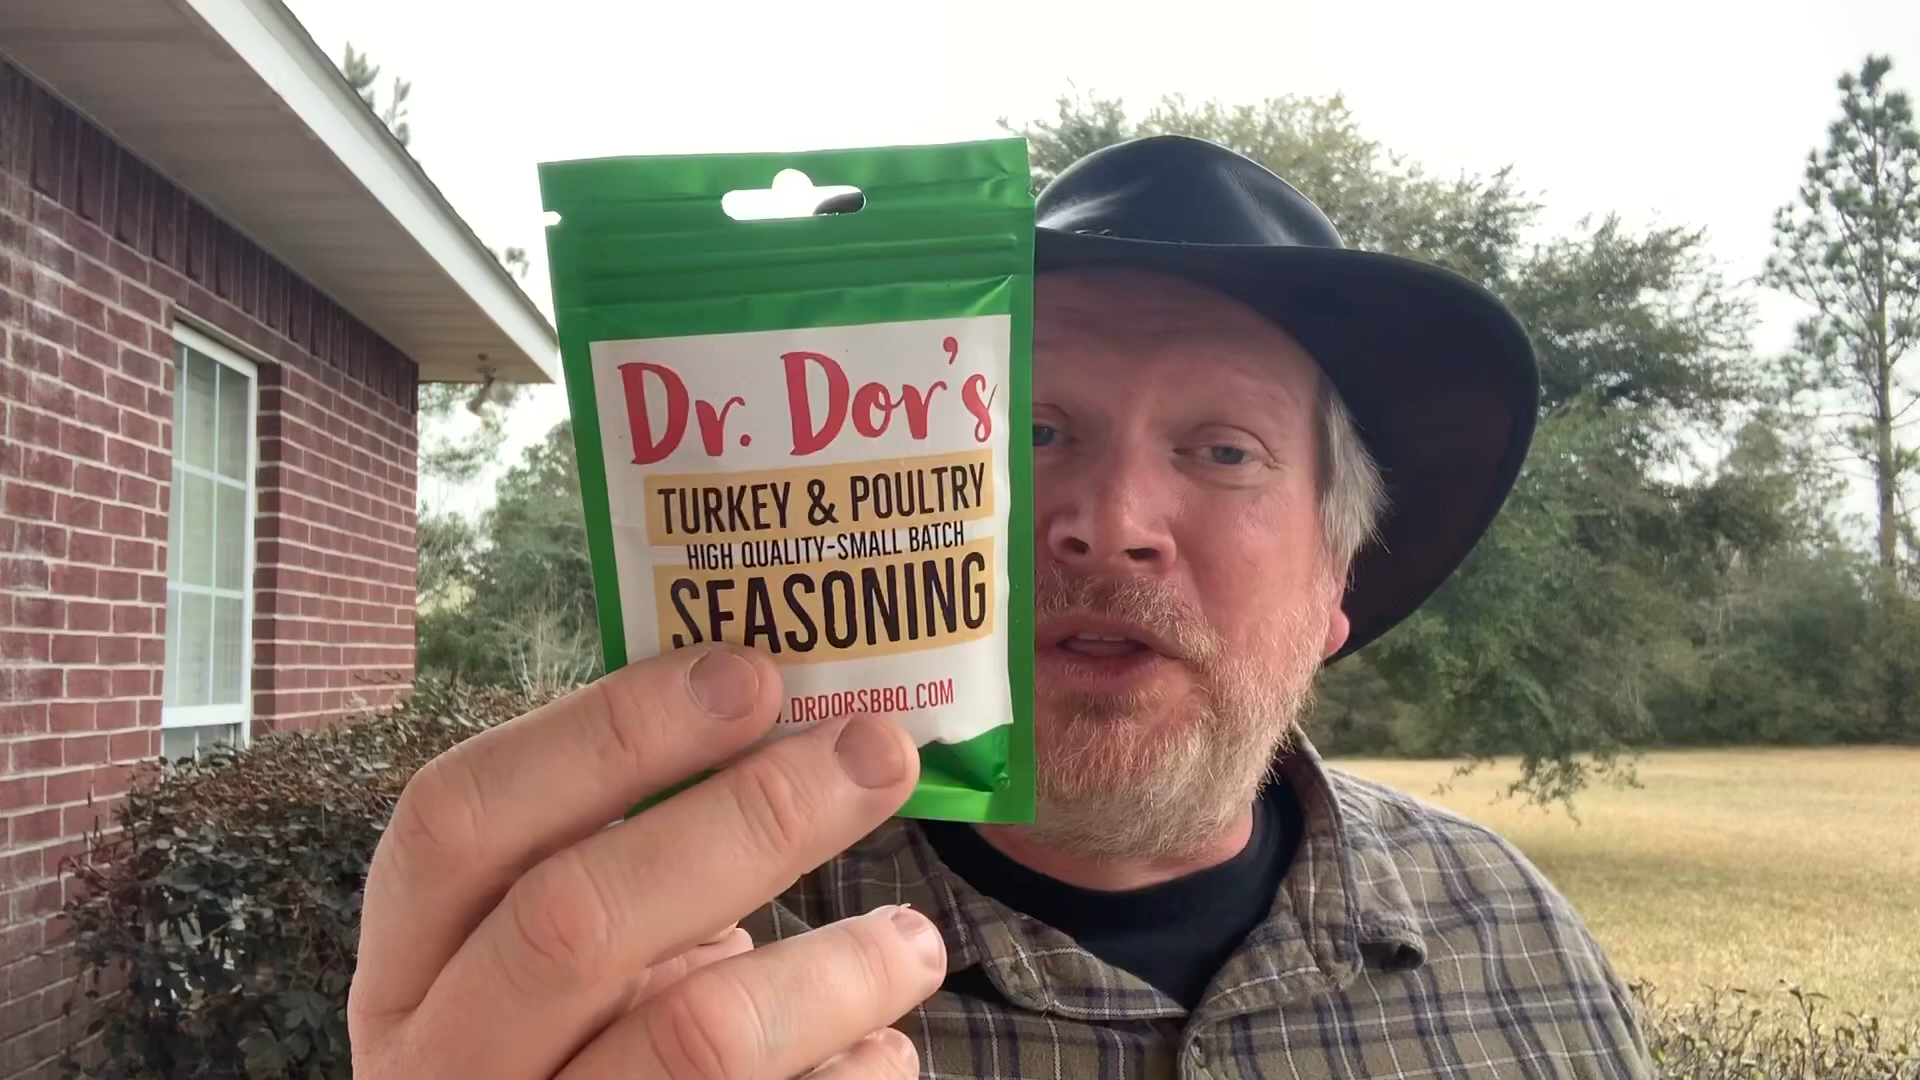 Dr. Dor's
TURKEY & POULTRY
HIGH QUALITY-SMALL BATCH
SEASONING
.DRDORSBBQ.COM